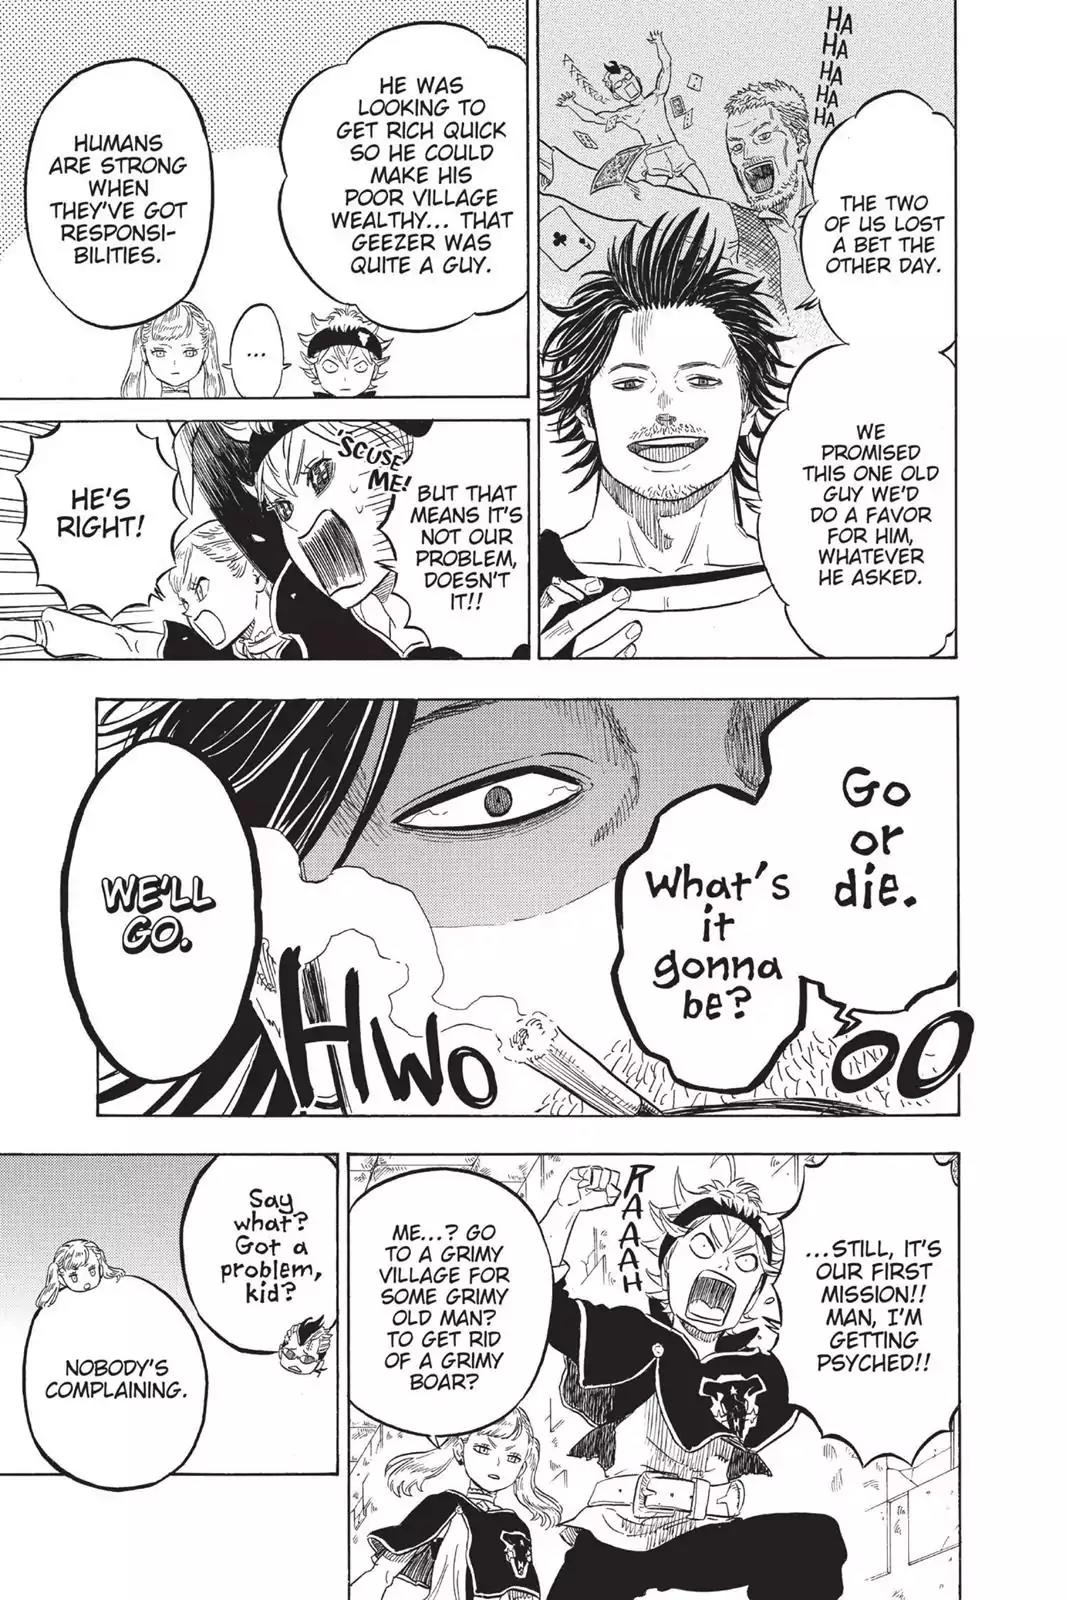 HA
HA
HA
HA
HA
THE TWO
OF US LOST
A BET THE
OTHER DAY.
WE
PROMISED
THIS ONE OLD
GUY WE'D
DO A FAVOR
FOR HIM,
WHATEVER
HE ASKED.
HE WAS
LOOKING TO
GET RICH QUICK
SO HE COULD
MAKE HIS
POOR VILLAGE
WEALTHY... THAT
GEEZER WAS
QUITE A GUY.
HUMANS
ARE STRONG
WHEN
THEY'VE GOT
RESPONSI-
BILITIES.
...
'SCUSE
ME!
BUT THAT
MEANS IT'S
NOT OUR
PROBLEM,
DOESN'T
IT!!
HE'S
RIGHT!
Go
or
die.
What's
it
gonna
be?
HWOOO
WE'LL
GO.
...STILL, IT'S
OUR FIRST
MISSION!!
MAN, I'M
GETTING
PSYCHED!!
RAAAH
ME...? GO
TO A GRIMY
VILLAGE FOR
SOME GRIMY
OLD MAN?
TO GET RID
OF A GRIMY
BOAR?
Say
what?
Got a
problem,
kid?
NOBODY'S
COMPLAINING.